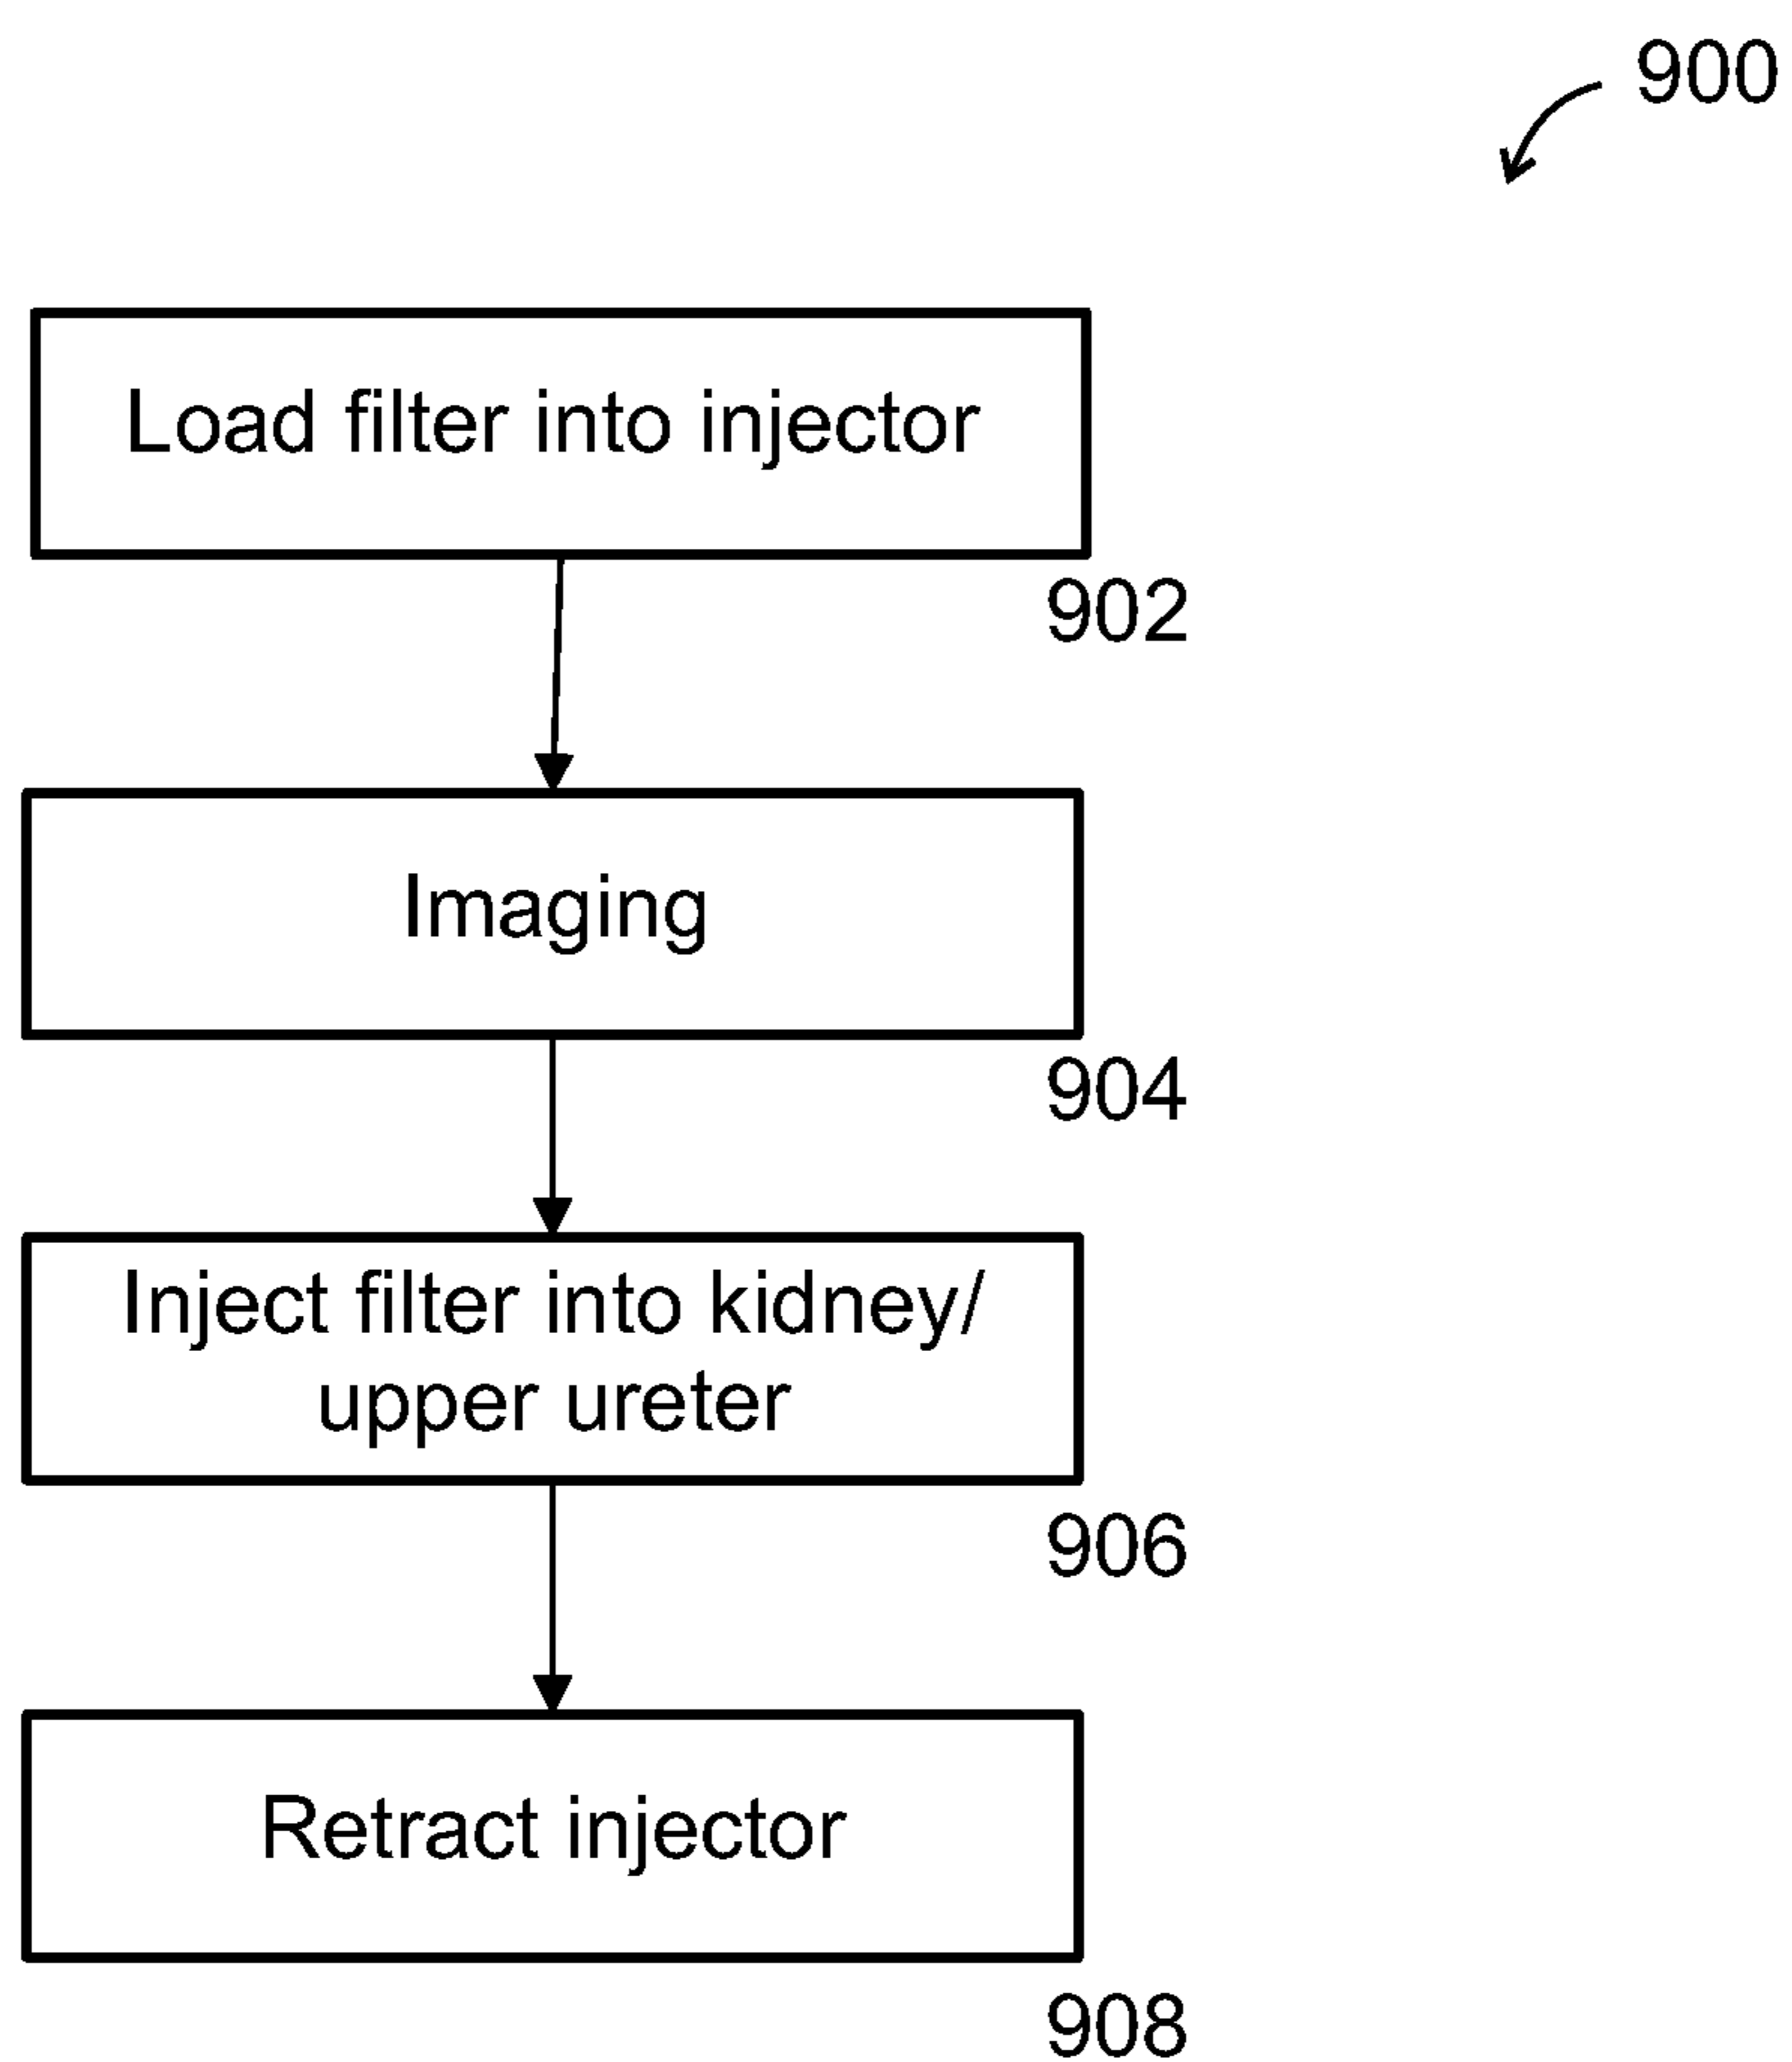 900
Load filter into injector
902
Imaging
904
Inject filter into kidney/
upper ureter
906
Retract injector
908